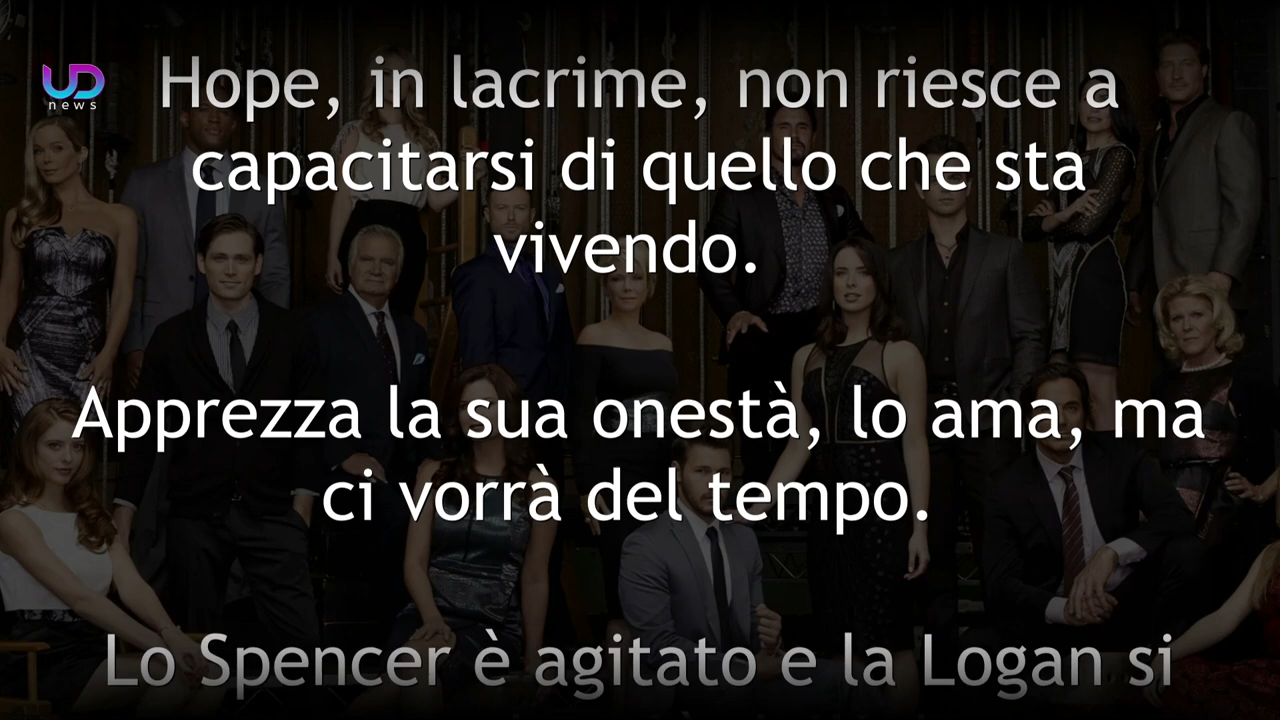 UD
news
Hope, in lacrime, non riesce a
capacitarsi di quello che sta
vivendo.
Apprezza la sua onestà, lo ama, ma
ci vorrà del tempo.
Lo Spencer è agitato e la Logan si